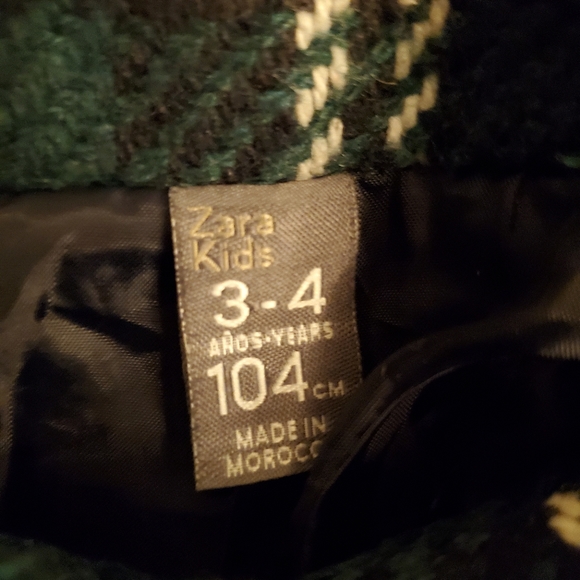 Zara
Kids
3-4
AÑOS-YEARS
104 CM
MADE IN
MOROCC